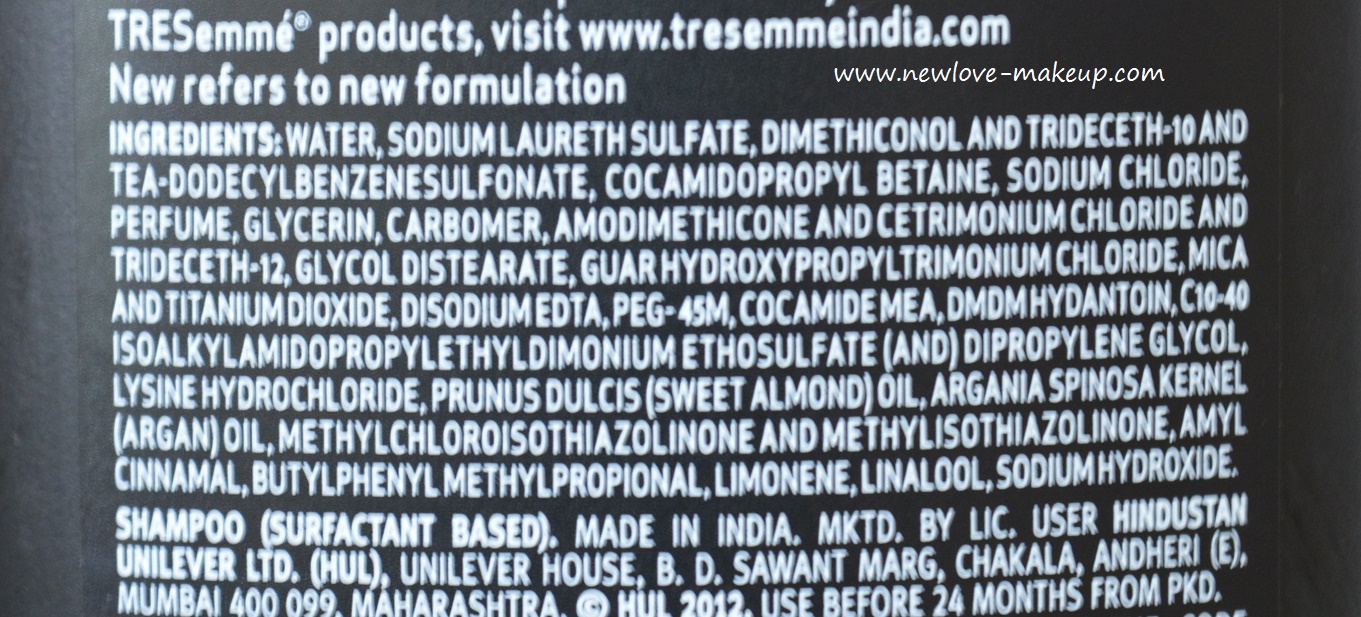 TRESemmé® products, visit www.tresemmeindia.com
New refers to new formulation
www.newlove-makeup.com
INGREDIENTS: WATER, SODIUM LAURETH SULFATE, DIMETHICONOL AND TRIDECETH-10 AND
TEA-DODECYLBENZENESULFONATE, COCAMIDOPROPYL BETAINE, SODIUM CHLORIDE,
PERFUME, GLYCERIN, CARBOMER, AMODIMETHICONE AND CETRIMONIUM CHLORIDE AND
TRIDECETH-12, GLYCOL DISTEARATE, GUAR HYDROXYPROPYLTRIMONIUM CHLORIDE, MICA
AND TITANIUM DIOXIDE, DISODIUM EDTA, PEG-45M, COCAMIDE MEA, DMDM HYDANTOIN, C10-40
ISOALKYLAMIDOPROPYLETHYLDIMONIUM ETHOSULFATE (AND) DIPROPYLENE GLYCOL,
LYSINE HYDROCHLORIDE, PRUNUS DULCIS (SWEET ALMOND) OIL, ARGANIA SPINOSA KERNEL
(ARGAN) OIL, METHYLCHLOROISOTHIAZOLINONE AND METHYLISOTHIAZOLINONE, AMYL
CINNAMAL, BUTYLPHENYL METHYLPROPIONAL, LIMONENE, LINALOOL, SODIUM HYDROXIDE.
SHAMPOO (SURFACTANT BASED). MADE IN INDIA. MKTD. BY LIC. USER HINDUSTAN
UNILEVER LTD. (HUL), UNILEVER HOUSE, B. D. SAWANT MARG, CHAKALA, ANDHERI (E),
MUMBAI 400 099, MAHARASHTRA. © HUL 2012. USE BEFORE 24 MONTHS FROM PKD.